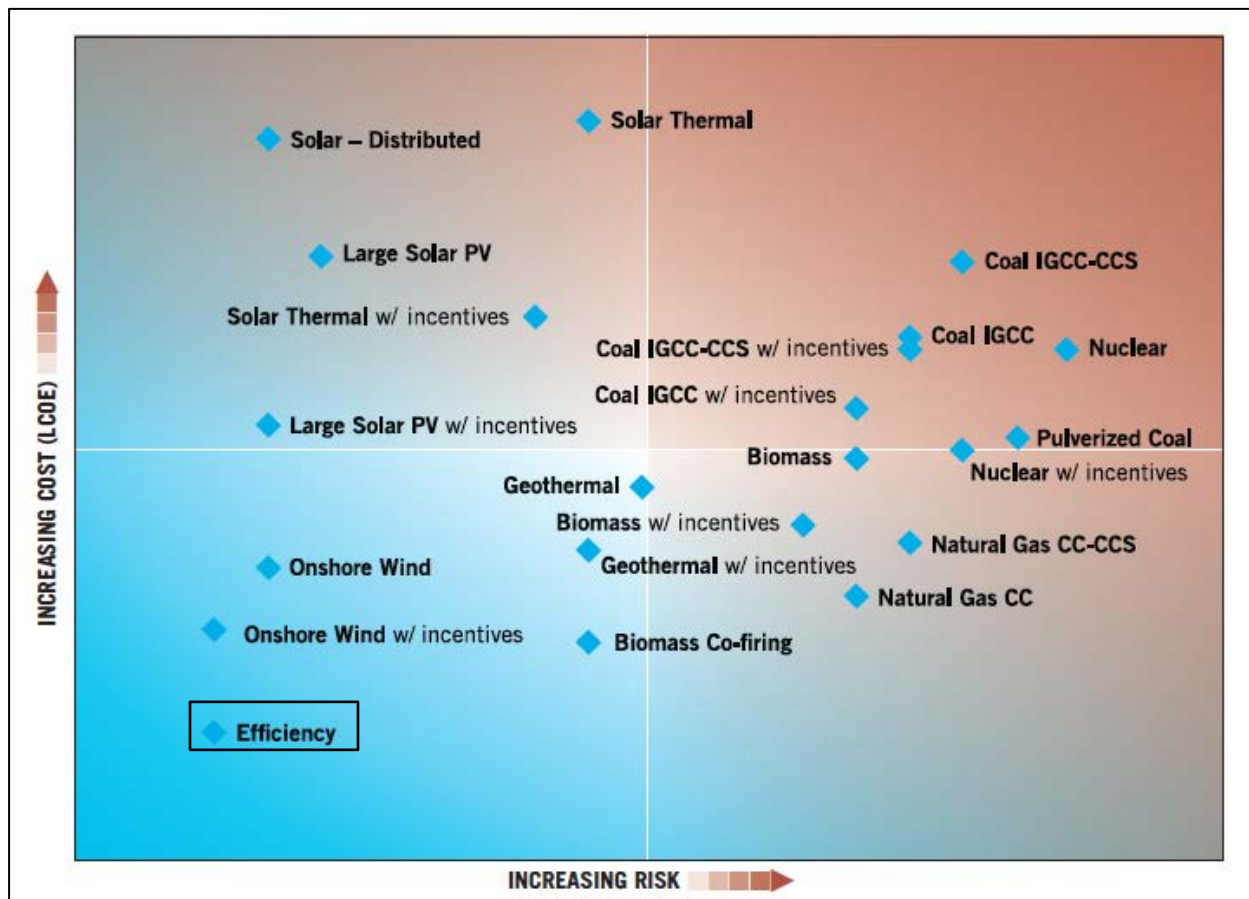 Solar Thermal
Solar – Distributed
Large Solar PV
Coal IGCC-CCS
Solar Thermal w/ incentives
Coal IGCC
Coal IGCC-CCS w/ incentives
Nuclear
Coal IGCC w/ incentives
Large Solar PV w/ incentives
Pulverized Coal
Biomass
Nuclear w/ incentives
Geothermal
Biomass w/ incentives
Natural Gas CC-CCS
Onshore Wind
Geothermal w/ incentives
Natural Gas CC
Onshore Wind w/ incentives
Biomass Co-firing
Efficiency
INCREASING COST (LCOE)
INCREASING RISK